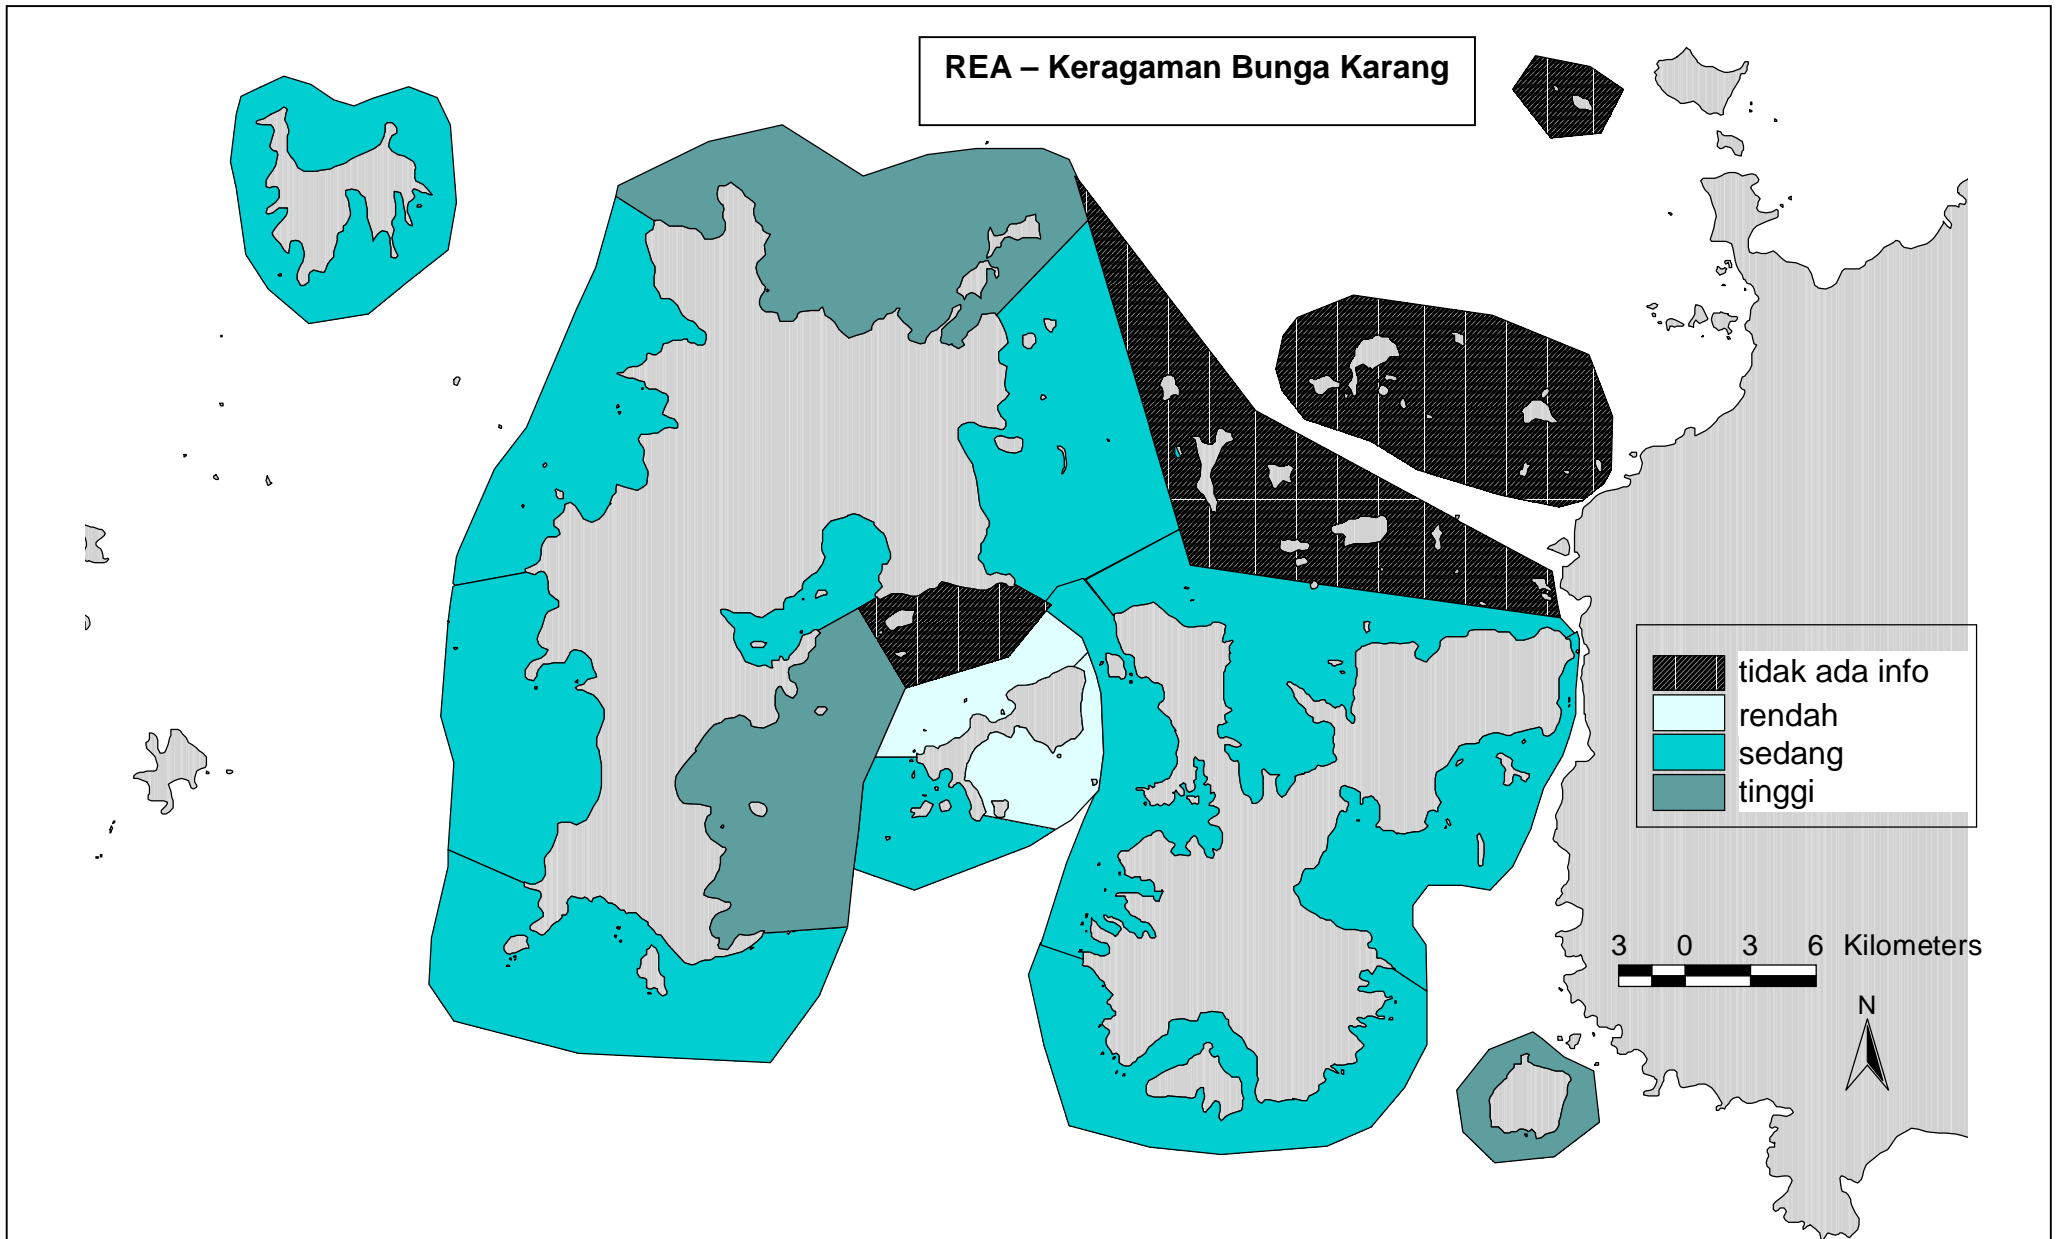 REA – Keragaman Bunga Karang
tidak ada info
rendah
sedang
tinggi
3 0 3 6 Kilometers
N